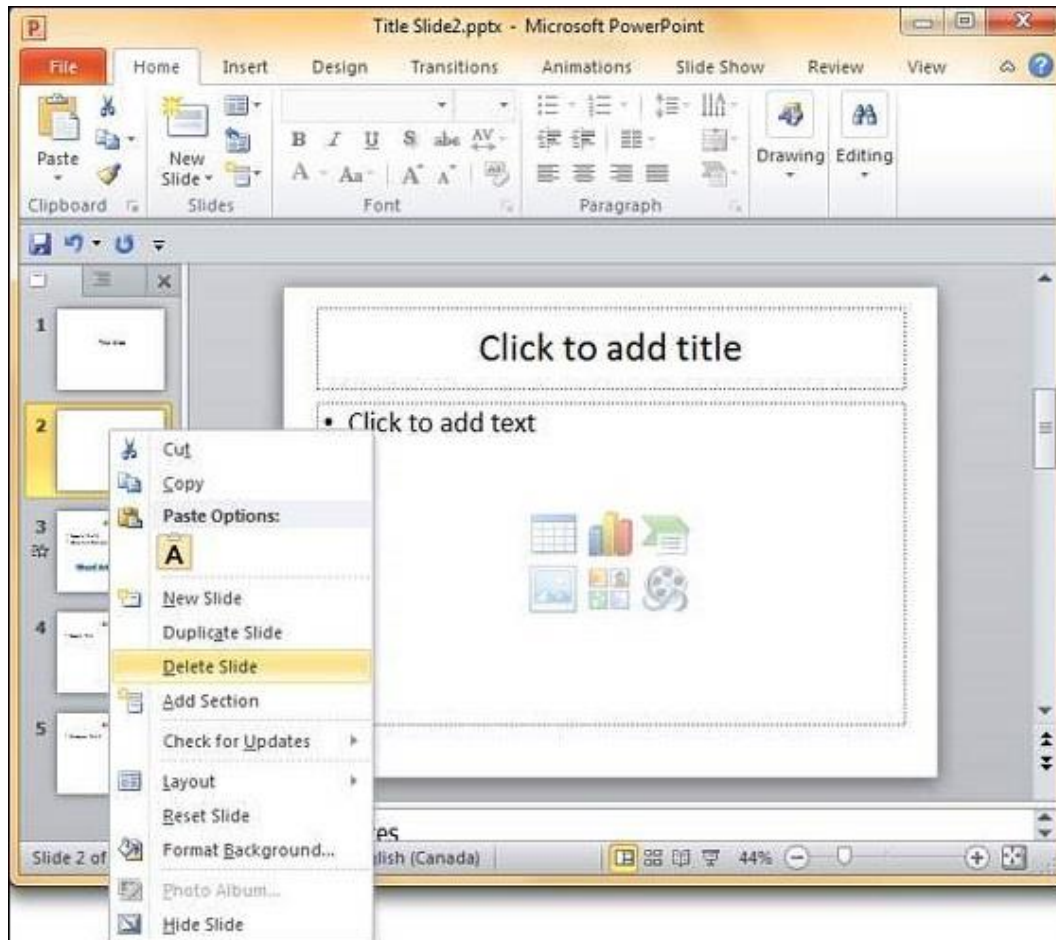 Title Slide2.pptx - Microsoft PowerPoint
File Home Insert Design Transitions Animations Slide Show Review View
Paste
New Slide
B I U S abc AV
A Aa A A
Drawing Editing
Clipboard Slides Font Paragraph
1
2
3
4
5
Click to add title
• Click to add text
Cut
Copy
Paste Options:
A
New Slide
Duplicate Slide
Delete Slide
Add Section
Check for Updates
Layout
Reset Slide
Format Background...
Photo Album...
Hide Slide
Slide 2 of
(Canada)
44%